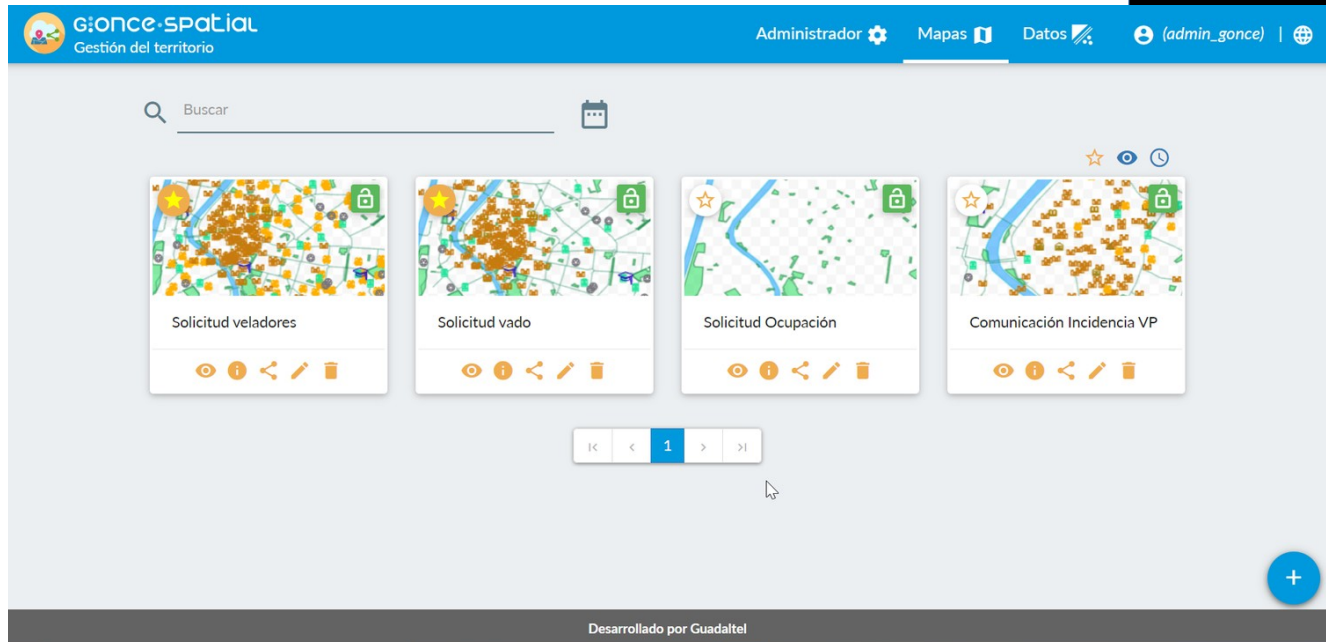 G:ONCE·SPATIAL
Gestión del territorio
Administrador
Mapas
Datos
(admin_gonce) |
Buscar
Solicitud veladores
Solicitud vado
Solicitud Ocupación
Comunicación Incidencia VP
1
Desarrollado por Guadaltel